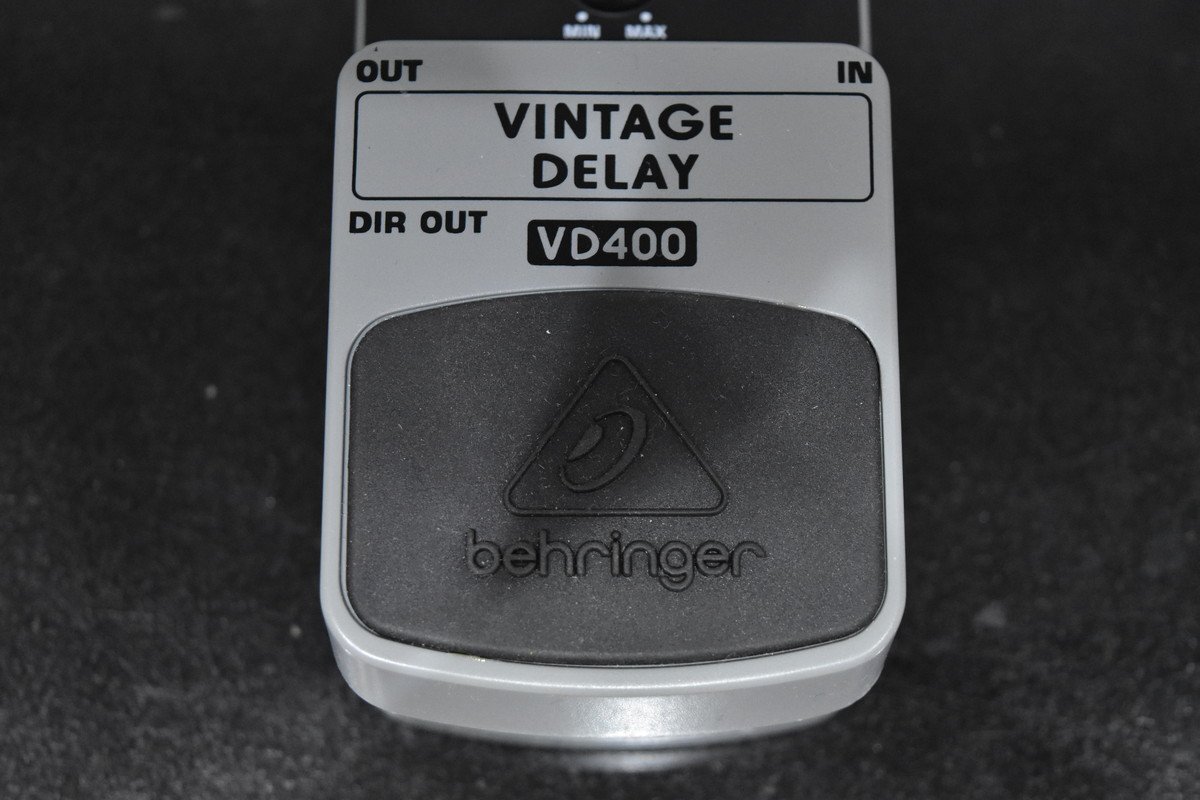 MIN MAX
OUT IN
VINTAGE
DELAY
DIR OUT
VD400
behringer